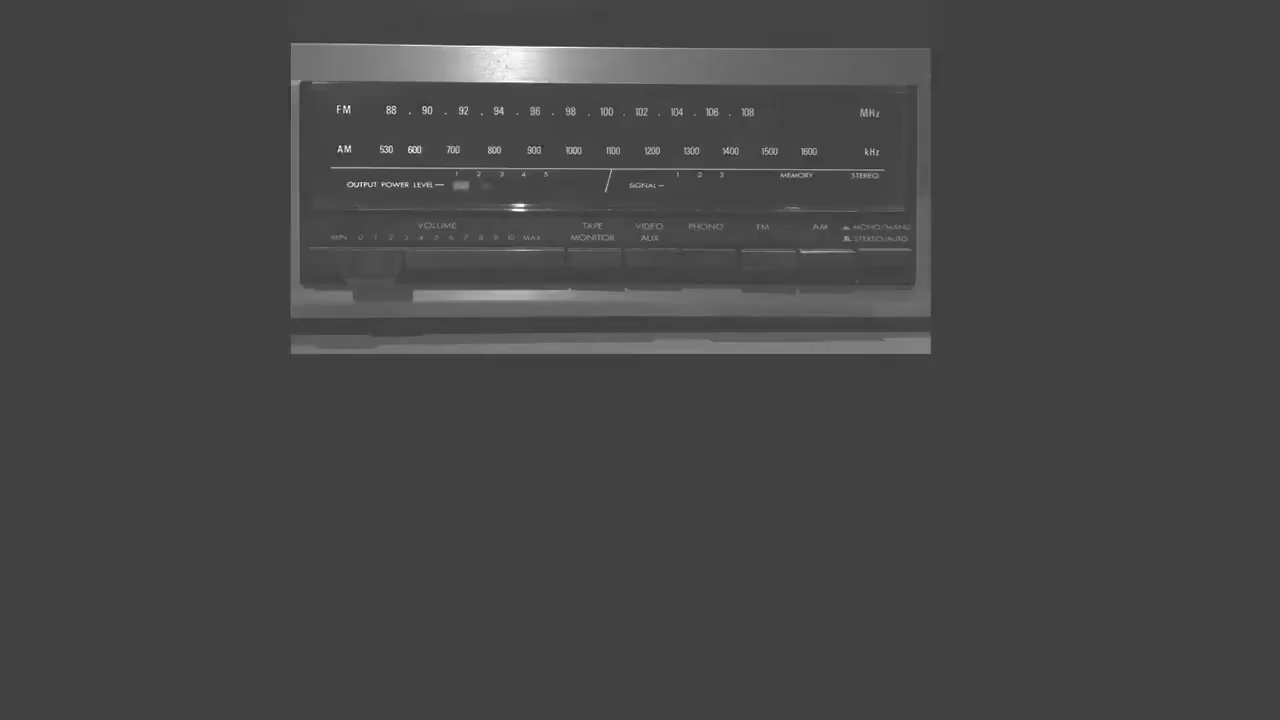 FM 88 . 90 . 92 . 94 . 96 . 98 . 100 . 102 . 104 . 106 . 108 MHz
AM 530 600 700 800 900 1000 1100 1200 1300 1400 1500 1600 kHz
1 2 3 4 5 1 2 3 MEMORY STEREO
OUTPUT POWER LEVEL— / SIGNAL—
VOLUME TAPE VIDEO PHONO FM AM MONO/MANU
MIN 0 1 2 3 4 5 6 7 8 9 10 MAX MONITOR AUX STEREO/AUTO